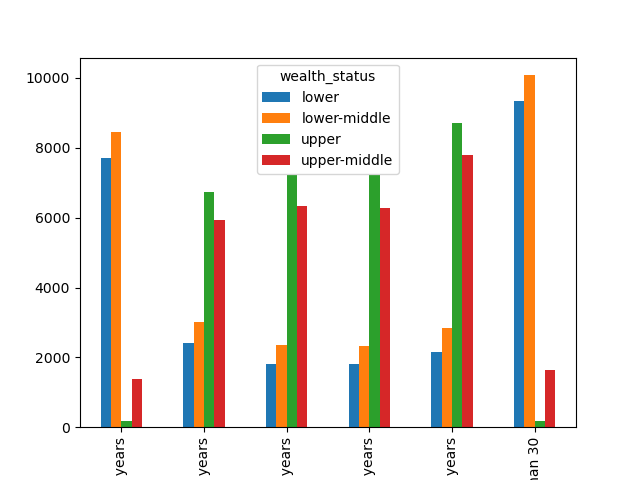 wealth_status
lower
lower-middle
upper
upper-middle
10000
8000
6000
4000
2000
0
years
years
years
years
years
30